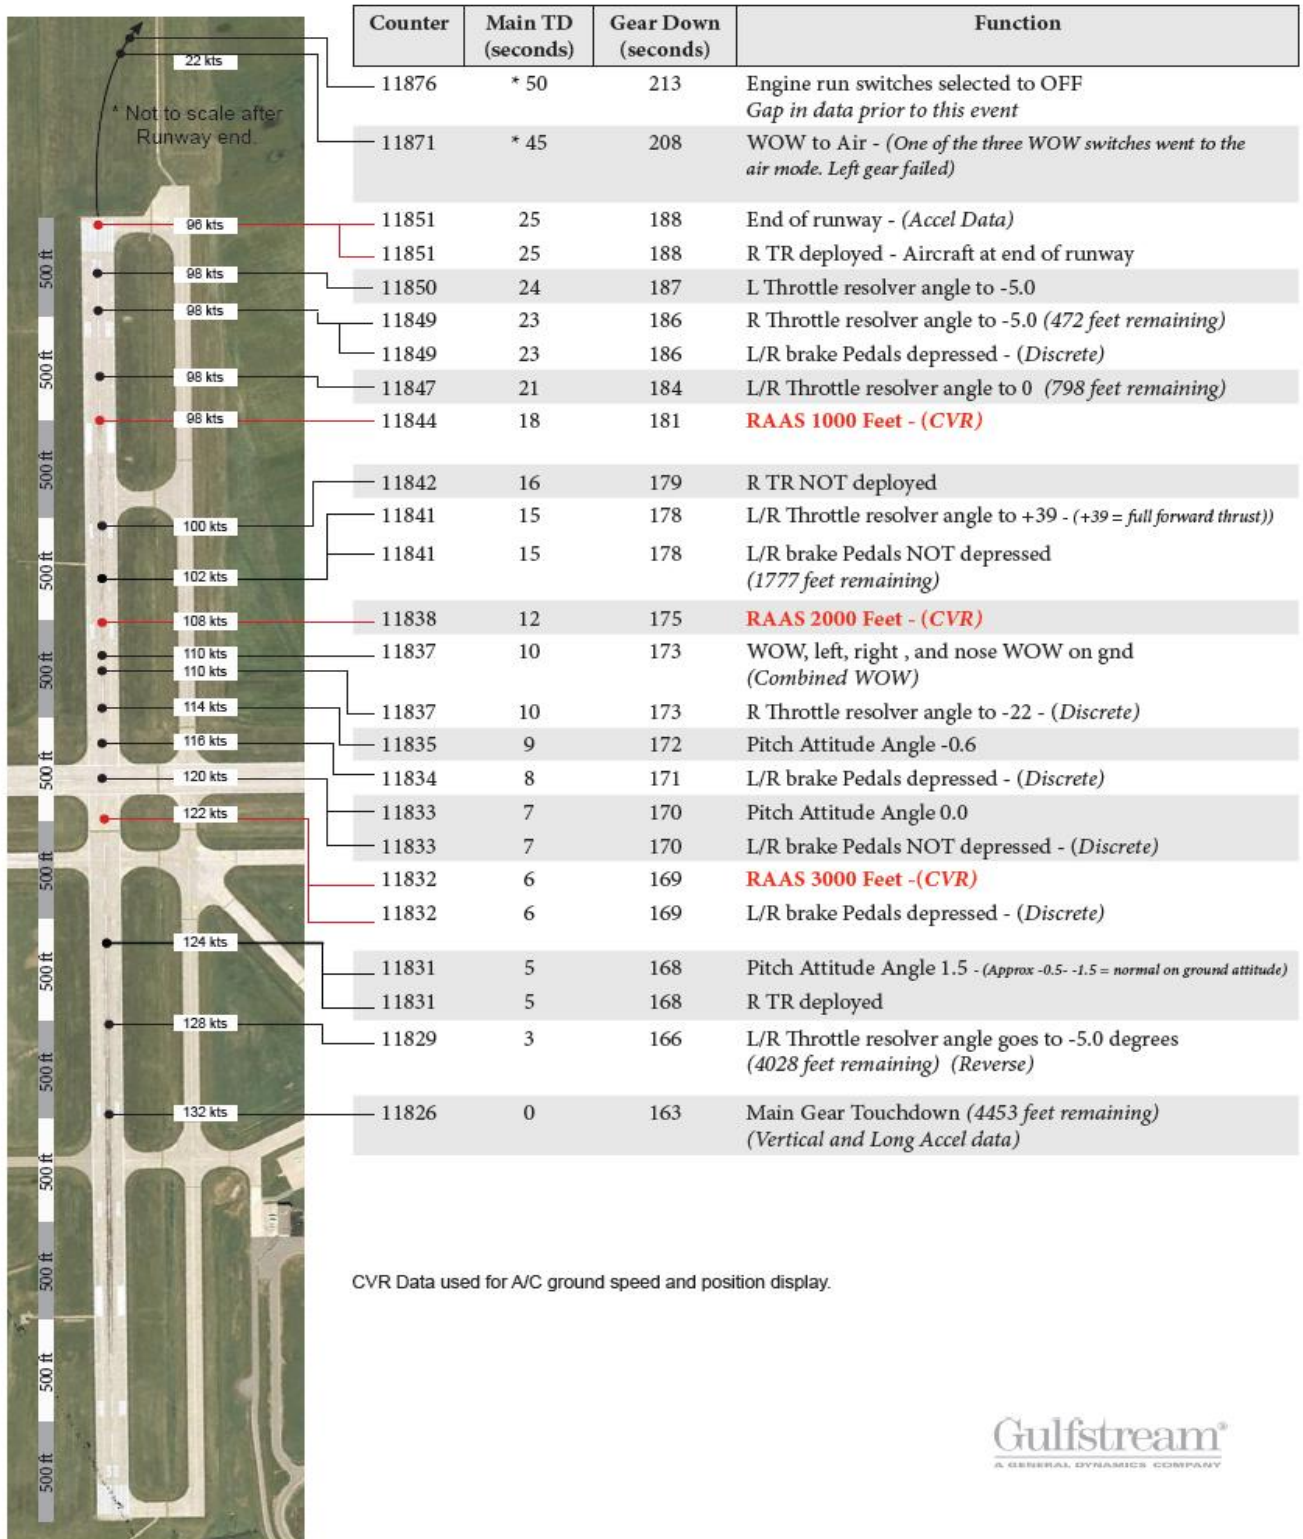 Counter Main TD (seconds) Gear Down (seconds) Function
22 kts
* Not to scale after
Runway end.
11876 * 50 213 Engine run switches selected to OFF
Gap in data prior to this event
11871 * 45 208 WOW to Air - (One of the three WOW switches went to the
air mode. Left gear failed)
96 kts
11851 25 188 End of runway - (Accel Data)
11851 25 188 R TR deployed - Aircraft at end of runway
98 kts
11850 24 187 L Throttle resolver angle to -5.0
98 kts
11849 23 186 R Throttle resolver angle to -5.0 (472 feet remaining)
11849 23 186 L/R brake Pedals depressed - (Discrete)
98 kts
11847 21 184 L/R Throttle resolver angle to 0 (798 feet remaining)
98 kts
11844 18 181 RAAS 1000 Feet - (CVR)
11842 16 179 R TR NOT deployed
100 kts
11841 15 178 L/R Throttle resolver angle to +39 - (+39 = full forward thrust))
11841 15 178 L/R brake Pedals NOT depressed
(1777 feet remaining)
102 kts
108 kts
11838 12 175 RAAS 2000 Feet - (CVR)
110 kts
11837 10 173 WOW, left, right , and nose WOW on gnd
(Combined WOW)
110 kts
11837 10 173 R Throttle resolver angle to -22 - (Discrete)
114 kts
11835 9 172 Pitch Attitude Angle -0.6
116 kts
11834 8 171 L/R brake Pedals depressed - (Discrete)
120 kts
11833 7 170 Pitch Attitude Angle 0.0
11833 7 170 L/R brake Pedals NOT depressed - (Discrete)
122 kts
11832 6 169 RAAS 3000 Feet -(CVR)
11832 6 169 L/R brake Pedals depressed - (Discrete)
124 kts
11831 5 168 Pitch Attitude Angle 1.5 - (Approx -0.5- -1.5 = normal on ground attitude)
11831 5 168 R TR deployed
128 kts
11829 3 166 L/R Throttle resolver angle goes to -5.0 degrees
(4028 feet remaining) (Reverse)
132 kts
11826 0 163 Main Gear Touchdown (4453 feet remaining)
(Vertical and Long Accel data)
500 ft
500 ft
500 ft
500 ft
500 ft
500 ft
500 ft
500 ft
500 ft
500 ft
500 ft
500 ft
500 ft
CVR Data used for A/C ground speed and position display.
Gulfstream®
A GENERAL DYNAMICS COMPANY